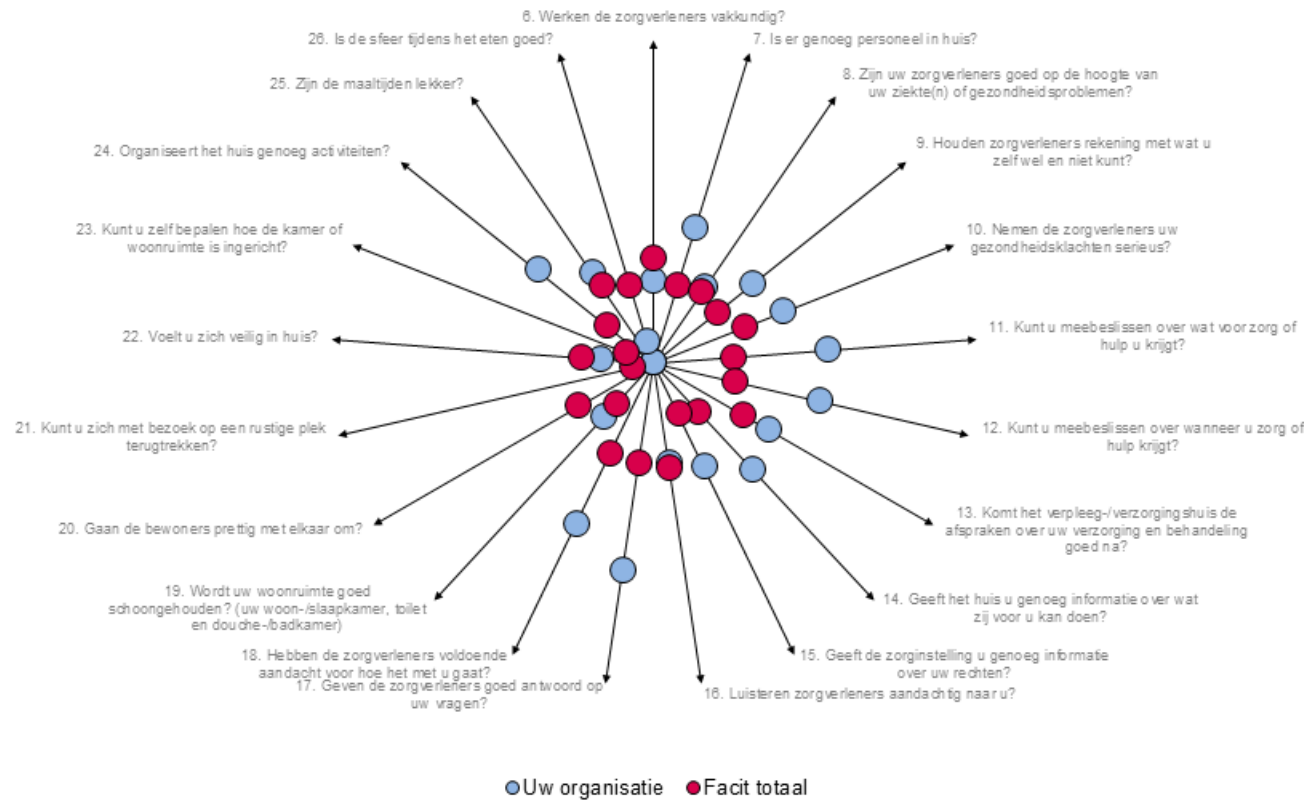 6. Werken de zorgverleners vakkundig?
7. Is er genoeg personeel in huis?
8. Zijn uw zorgverleners goed op de hoogte van
uw ziekte(n) of gezondheidsproblemen?
9. Houden zorgverleners rekening met wat u
zelf wel en niet kunt?
10. Nemen de zorgverleners uw
gezondheidsklachten serieus?
11. Kunt u meebeslissen over wat voor zorg of
hulp u krijgt?
12. Kunt u meebeslissen over wanneer u zorg of
hulp krijgt?
13. Komt het verpleeg-/verzorgingshuis de
afspraken over uw verzorging en behandeling
goed na?
14. Geeft het huis u genoeg informatie over wat
zij voor u kan doen?
15. Geeft de zorginstelling u genoeg informatie
over uw rechten?
16. Luisteren zorgverleners aandachtig naar u?
17. Geven de zorgverleners goed antwoord op
uw vragen?
18. Hebben de zorgverleners voldoende
aandacht voor hoe het met u gaat?
19. Wordt uw woonruimte goed
schoongehouden? (uw woon-/slaapkamer, toilet
en douche-/badkamer)
20. Gaan de bewoners prettig met elkaar om?
21. Kunt u zich met bezoek op een rustige plek
terugtrekken?
22. Voelt u zich veilig in huis?
23. Kunt u zelf bepalen hoe de kamer of
woonruimte is ingericht?
24. Organiseert het huis genoeg activiteiten?
25. Zijn de maaltijden lekker?
26. Is de sfeer tijdens het eten goed?
Uw organisatie
Facit totaal